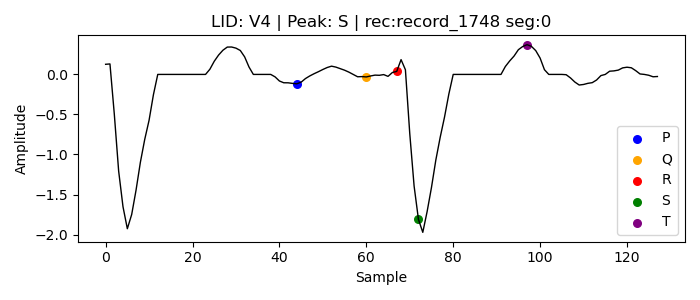 LID: V4 | Peak: S | rec:record_1748 seg:0
Amplitude
0.0
−0.5
−1.0
−1.5
−2.0
P
Q
R
S
T
0 20 40 60 80 100 120
Sample